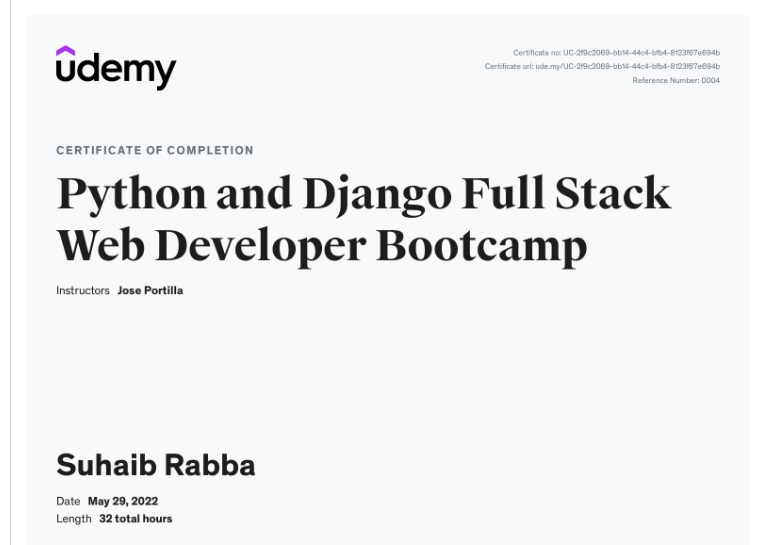 udemy
Certificate no: UC-2f9c2069-bb14-44c4-bfb4-8123f67e694b
Certificate url: ude.my/UC-2f9c2069-bb14-44c4-bfb4-8123f67e694b
Reference Number: 0004
CERTIFICATE OF COMPLETION
Python and Django Full Stack
Web Developer Bootcamp
Instructors Jose Portilla
Suhaib Rabba
Date May 29, 2022
Length 32 total hours